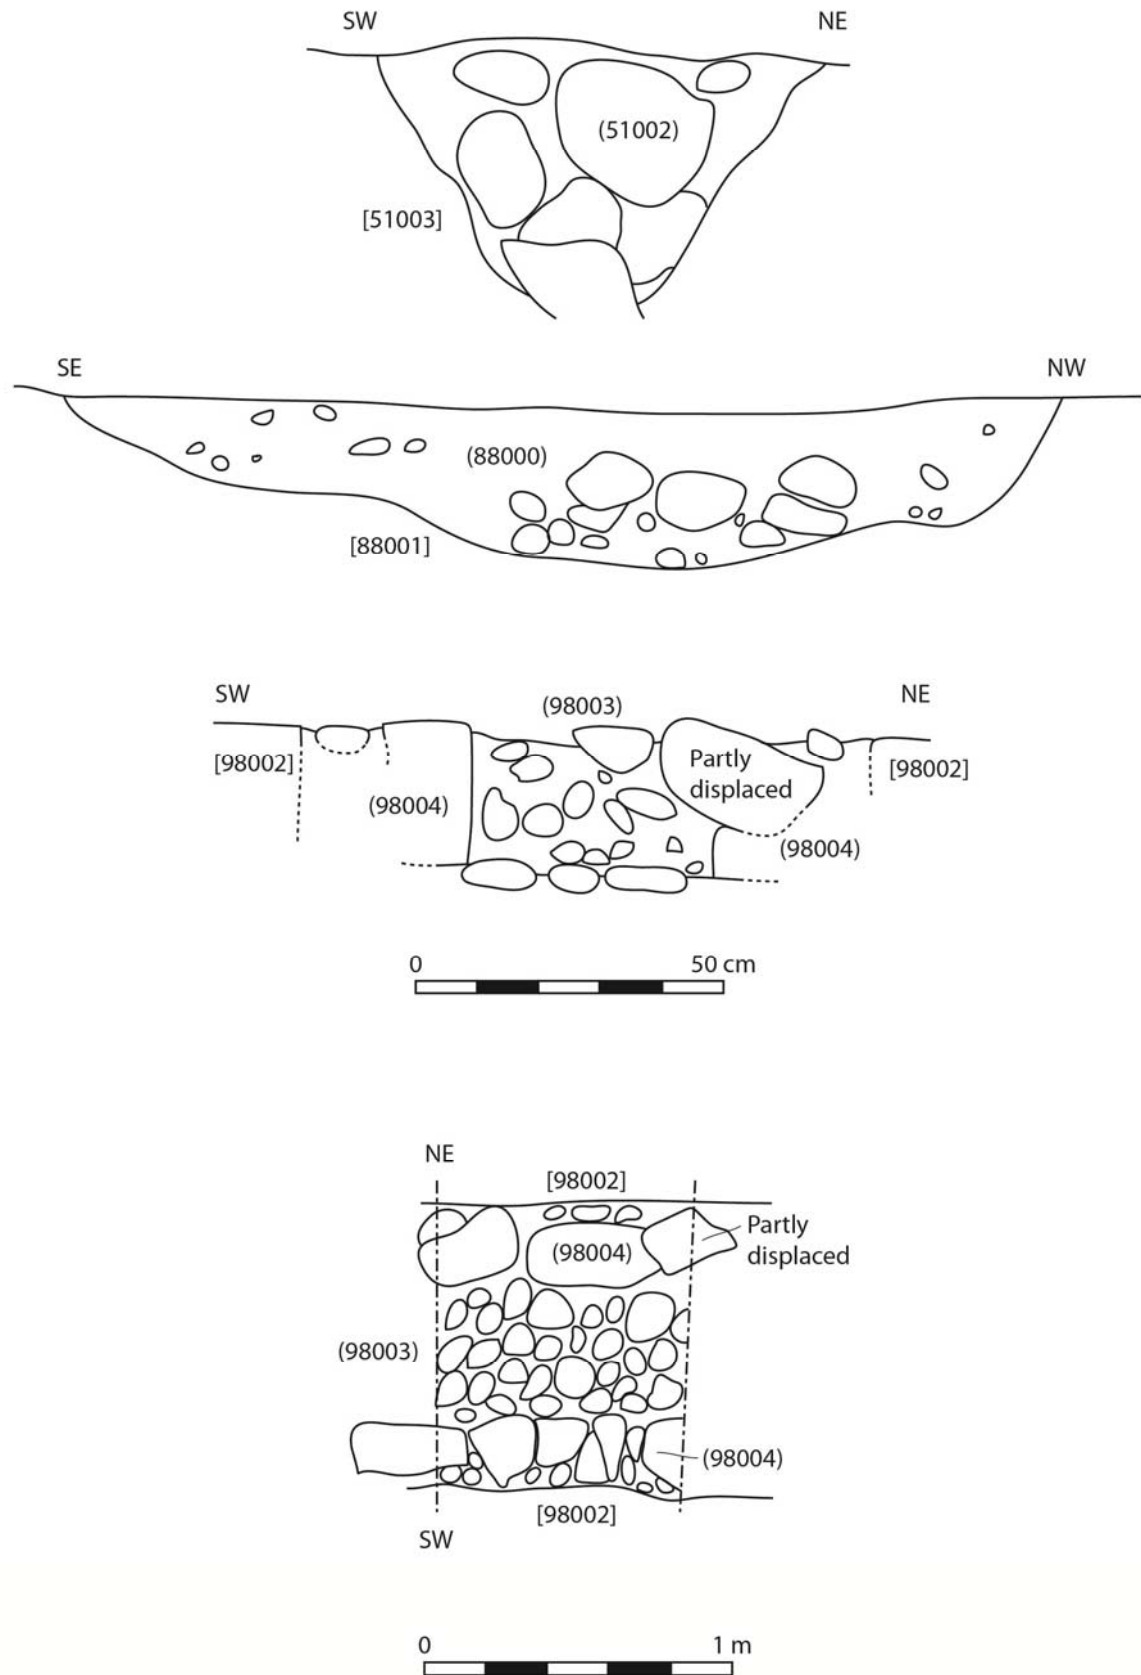 SW NE
(51002)
[51003]
SE NW
(88000)
[88001]
SW NE
(98003)
[98002] Partly displaced [98002]
(98004)
(98004)
0 50 cm
NE
[98002]
Partly
displaced
(98004)
(98003)
(98004)
[98002]
SW
0 1 m